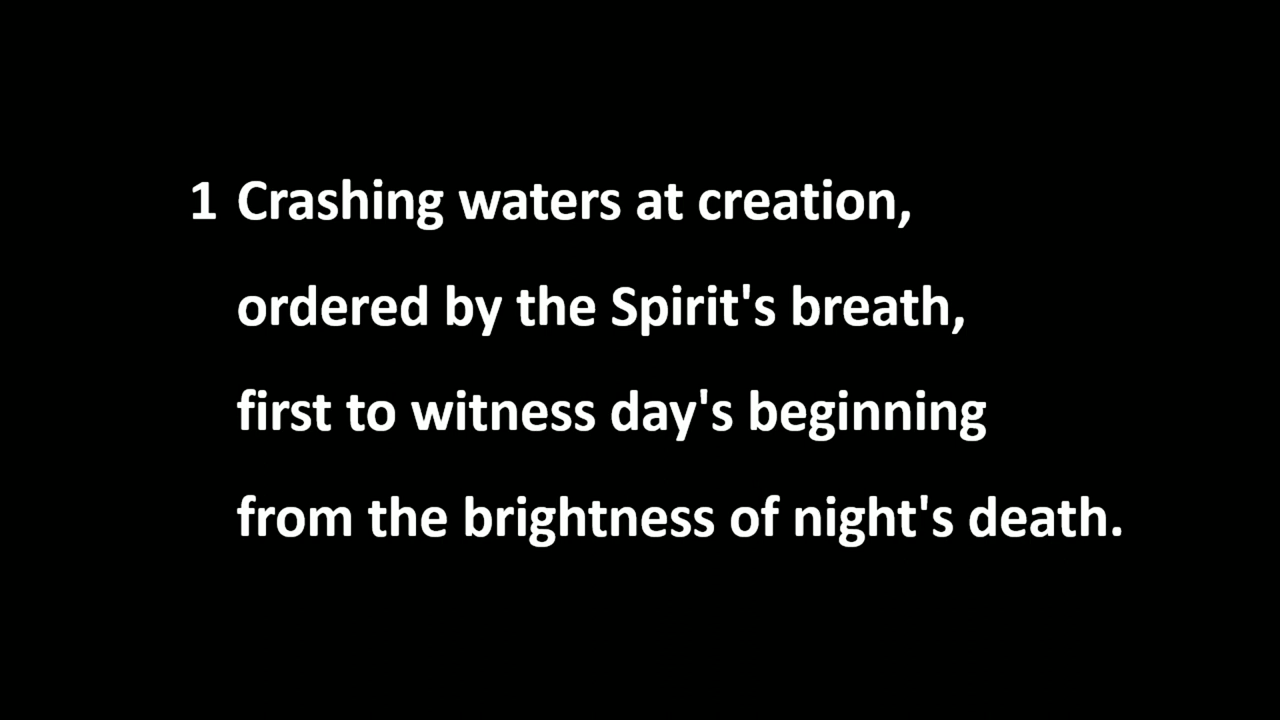 1 Crashing waters at creation,
ordered by the Spirit's breath,
first to witness day's beginning
from the brightness of night's death.